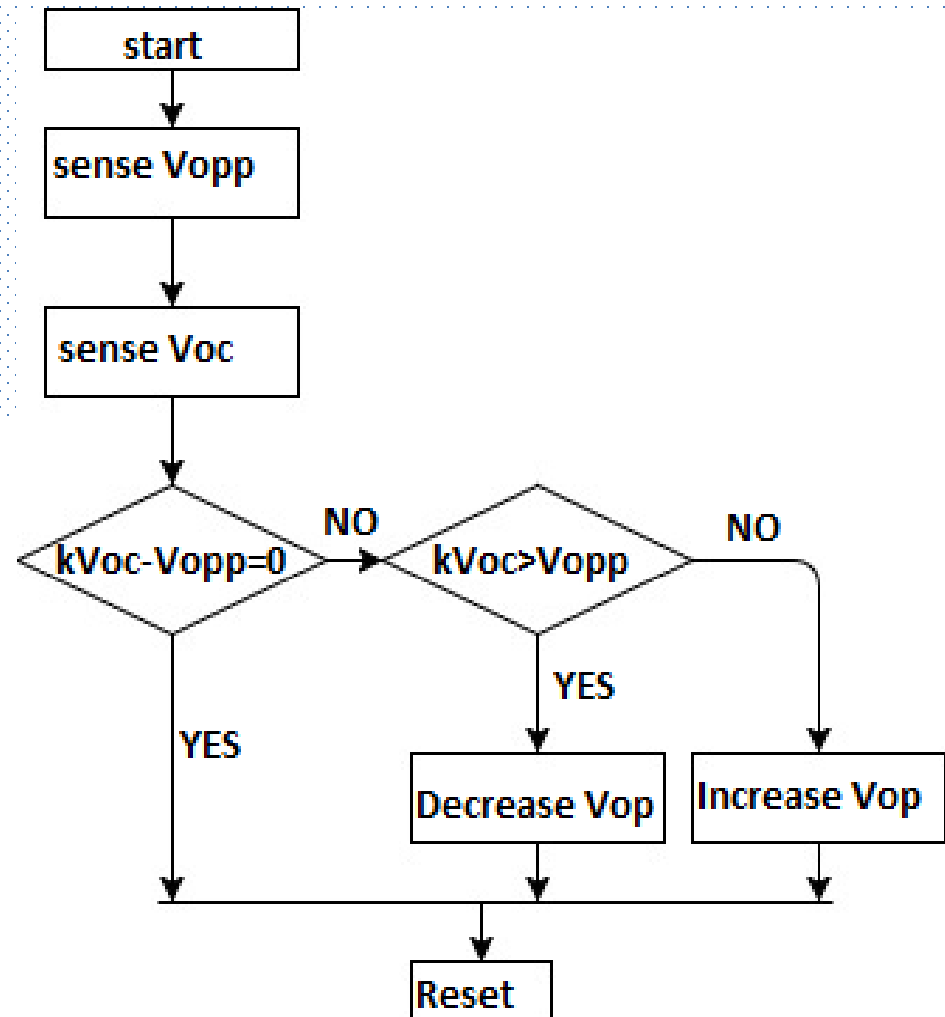 start
sense Vopp
sense Voc
kVoc-Vopp=0
NO
kVoc>Vopp
NO
YES
YES
Decrease Vop
Increase Vop
Reset